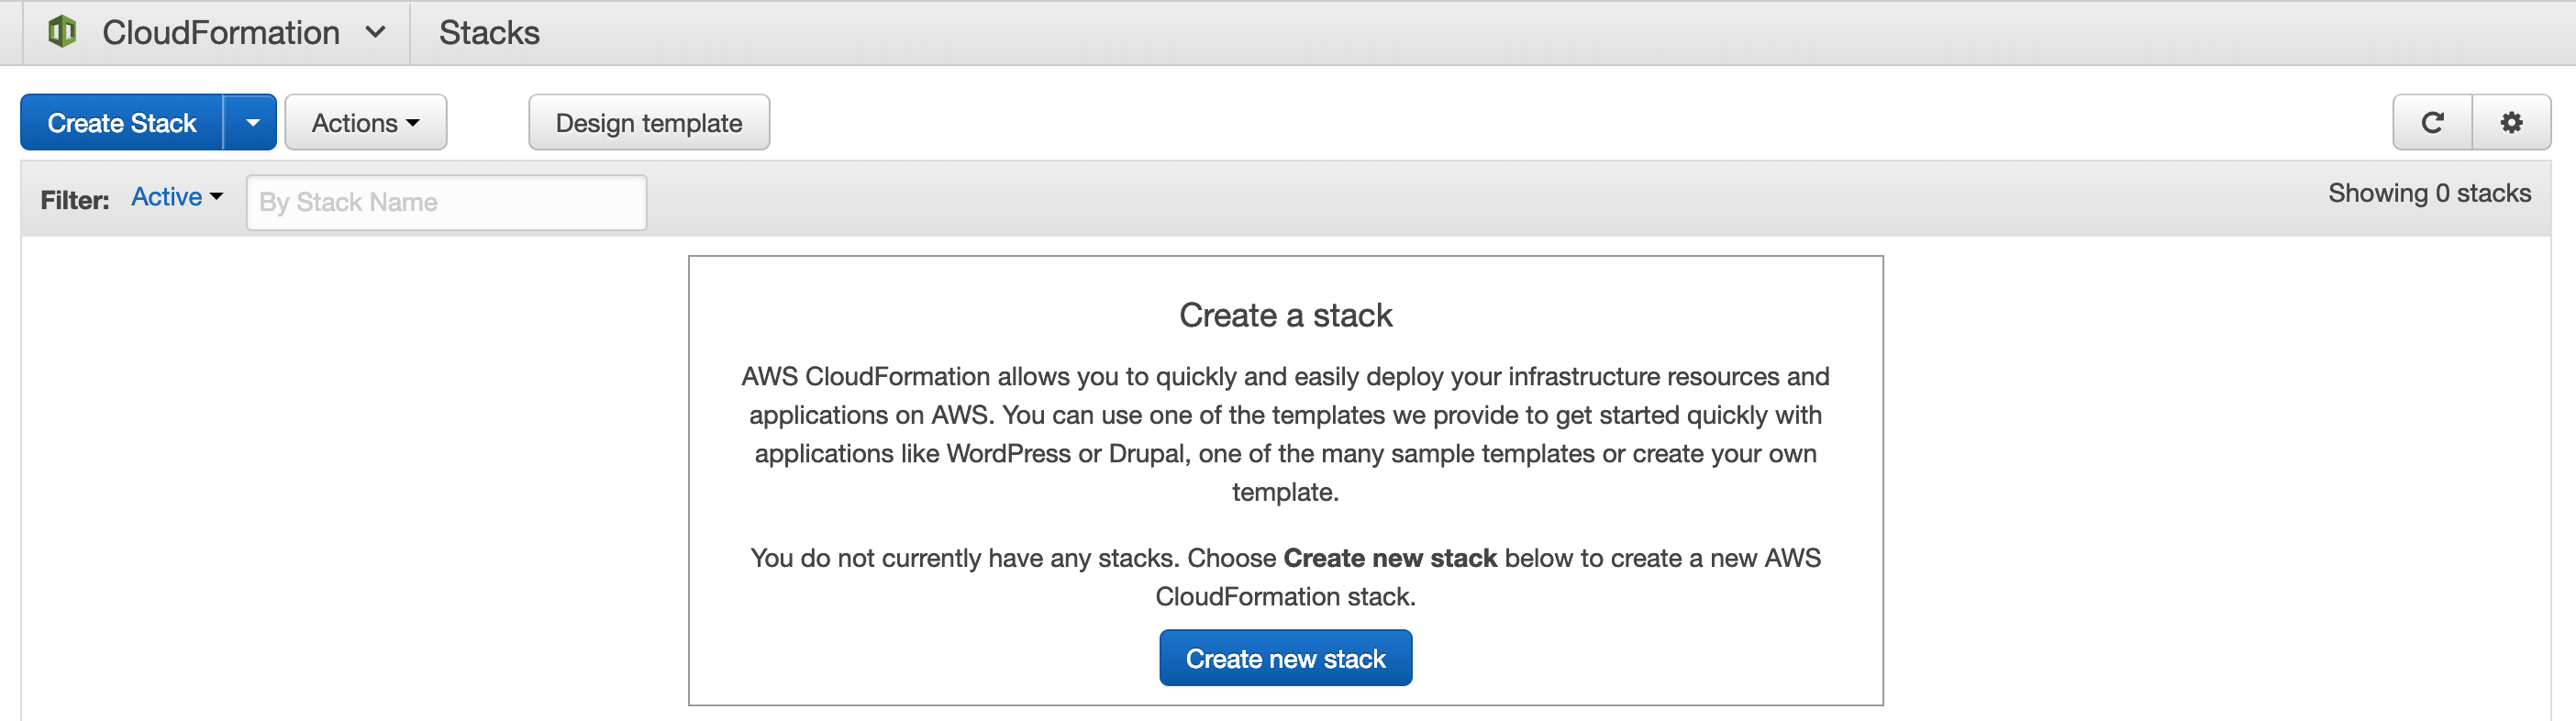 CloudFormation Stacks
Create Stack Actions Design template
Filter: Active By Stack Name Showing 0 stacks
Create a stack
AWS CloudFormation allows you to quickly and easily deploy your infrastructure resources and
applications on AWS. You can use one of the templates we provide to get started quickly with
applications like WordPress or Drupal, one of the many sample templates or create your own
template.
You do not currently have any stacks. Choose Create new stack below to create a new AWS
CloudFormation stack.
Create new stack